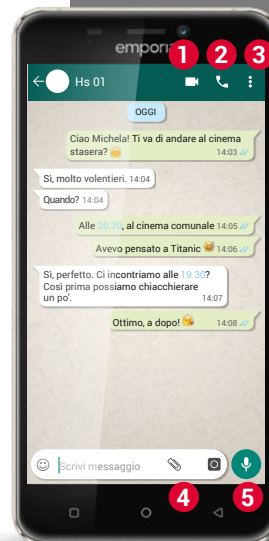 emporia
1 2 3
Hs 01
OGGI
Ciao Michela! Ti va di andare al cinema
stasera?
14:03
Sì, molto volentieri. 14:04
Quando? 14:04
Alle 20.20, al cinema comunale 14:05
Avevo pensato a Titanic 14:06
Sì, perfetto. Ci incontriamo alle 19.30?
Così prima possiamo chiacchierare
un po'. 14:07
Ottimo, a dopo! 14:08
Scrivi messaggio
4 5